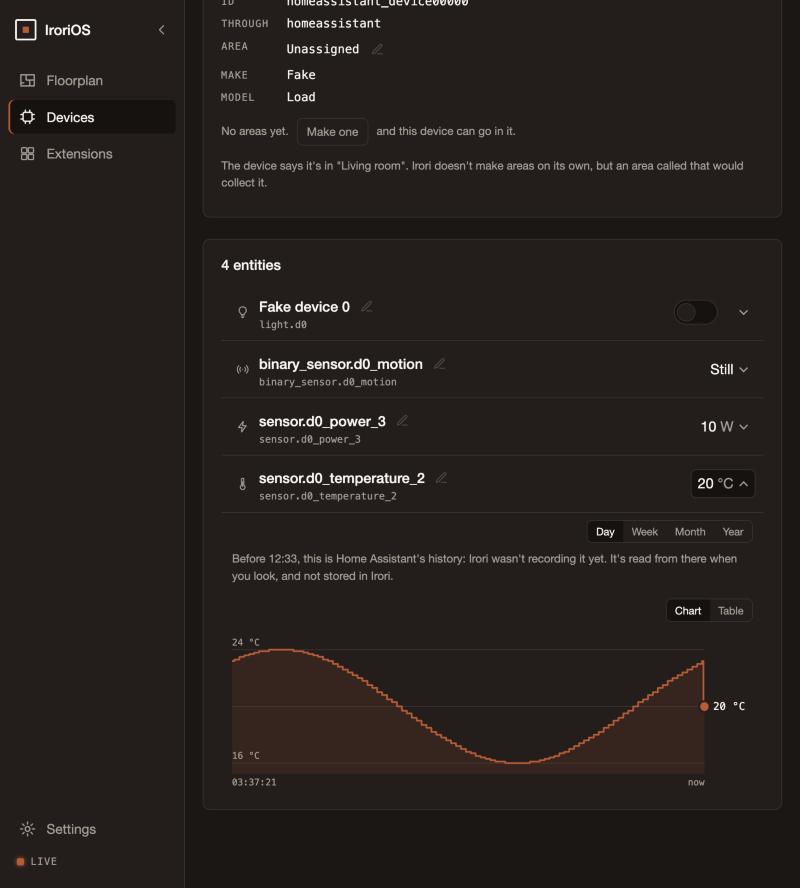 IroriOS
Floorplan
Devices
Extensions
Settings
LIVE
ID homeassistant_device00000
THROUGH homeassistant
AREA Unassigned
MAKE Fake
MODEL Load
No areas yet. Make one and this device can go in it.
The device says it's in "Living room". Irori doesn't make areas on its own, but an area called that would
collect it.
4 entities
Fake device 0
light.d0
binary_sensor.d0_motion
binary_sensor.d0_motion
Still
sensor.d0_power_3
sensor.d0_power_3
10 W
sensor.d0_temperature_2
sensor.d0_temperature_2
20 °C
Day Week Month Year
Before 12:33, this is Home Assistant's history: Irori wasn't recording it yet. It's read from there when
you look, and not stored in Irori.
Chart Table
24 °C
20 °C
16 °C
03:37:21 now